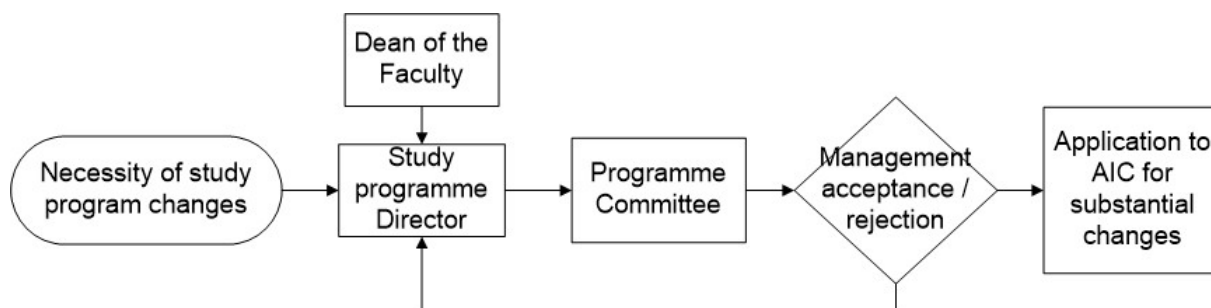 Dean of the
Faculty
Necessity of study
program changes
Study
programme
Director
Programme
Committee
Management
acceptance /
rejection
Application to
AIC for
substantial
changes